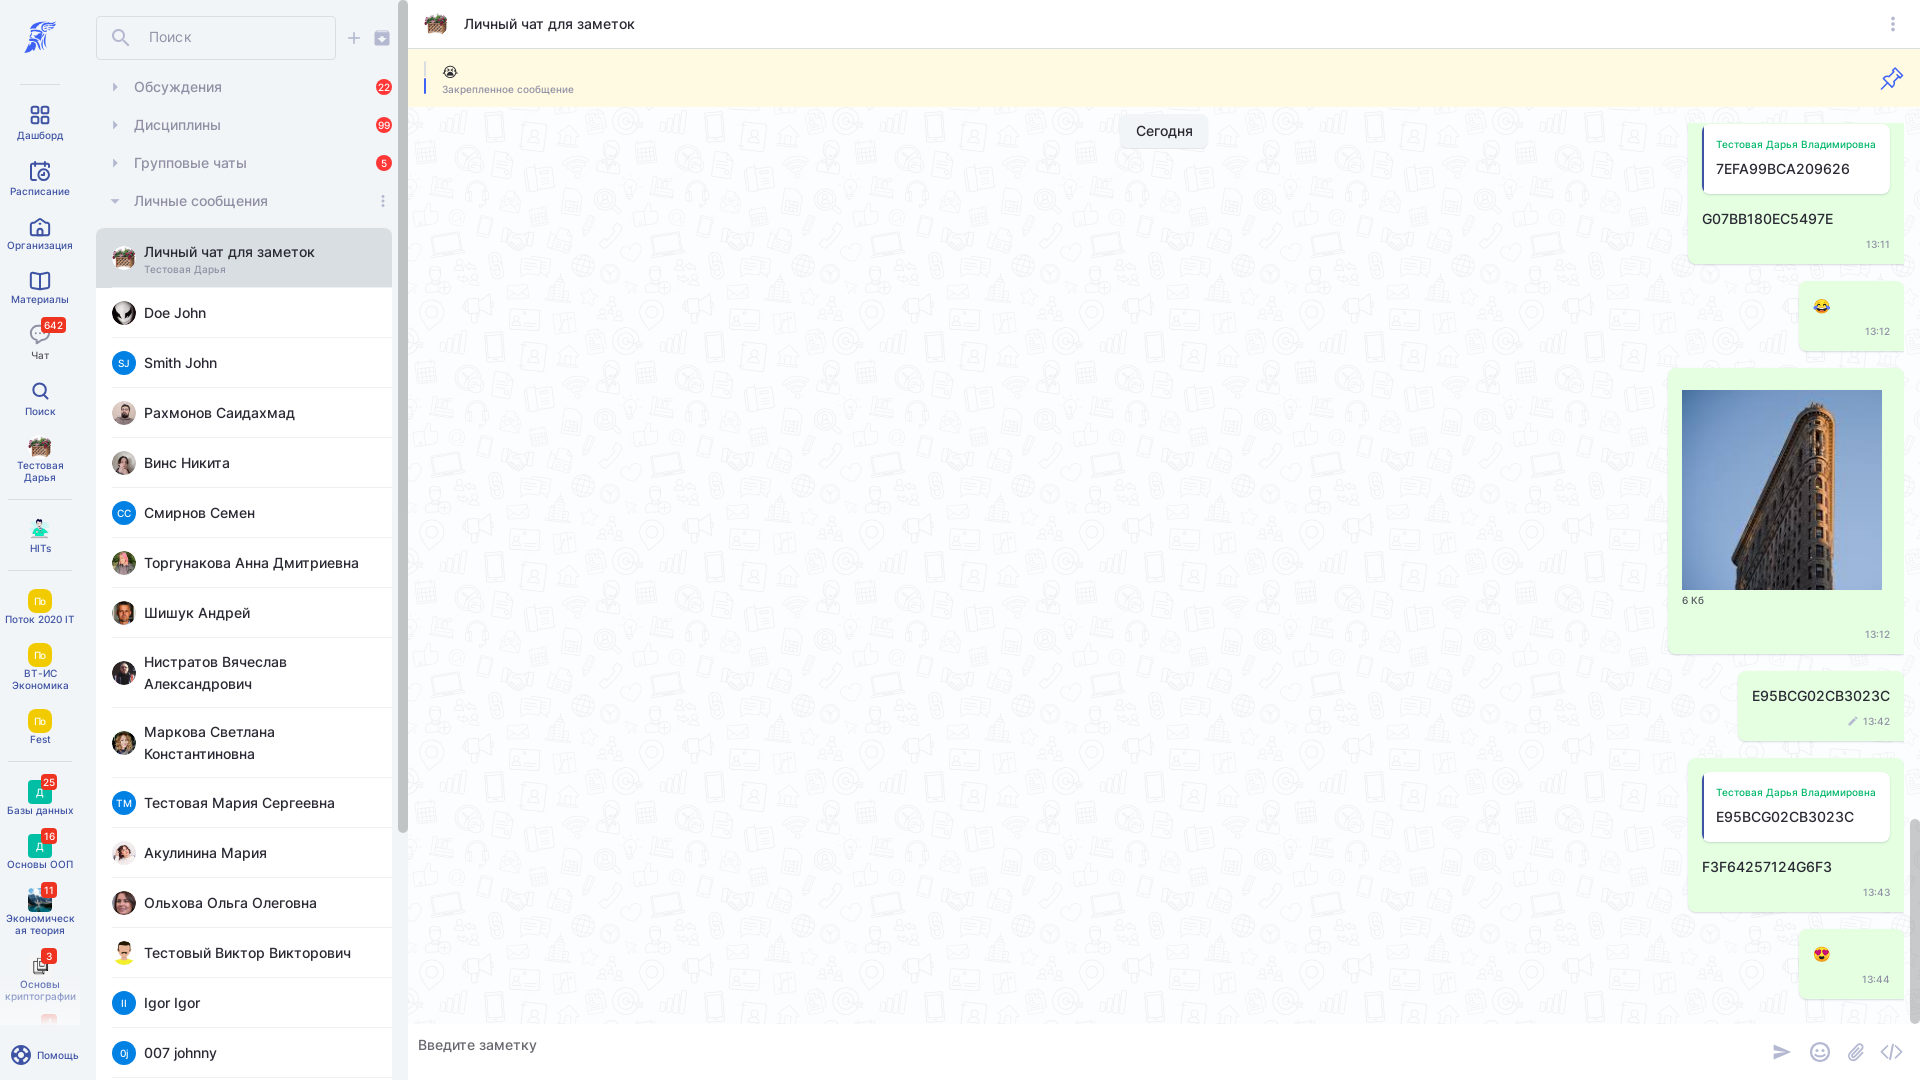 Дашборд
Расписание
Организация
Материалы
642
Чат
Поиск
Тестовая
Дарья
HITs
По
Поток 2020 IT
По
ВТ-ИС
Экономика
По
Fest
25
Д
Базы данных
16
Д
Основы ООП
11
Экономическ
ая теория
3
Основы
криптографии
Помощь
Поиск
Обсуждения
22
Дисциплины
99
Групповые чаты
5
Личные сообщения
Личный чат для заметок
Тестовая Дарья
Doe John
SJ
Smith John
Рахмонов Саидахмад
Винс Никита
СС
Смирнов Семен
Торгунакова Анна Дмитриевна
Шишук Андрей
Нистратов Вячеслав
Александрович
Маркова Светлана
Константиновна
ТМ
Тестовая Мария Сергеевна
Акулинина Мария
Ольхова Ольга Олеговна
Тестовый Виктор Викторович
II
Igor Igor
0j
007 johnny
Личный чат для заметок
😭
Закрепленное сообщение
Сегодня
Тестовая Дарья Владимировна
7EFA99BCA209626
G07BB180EC5497E
13:11
😂
13:12
6 Кб
13:12
E95BCG02CB3023C
13:42
Тестовая Дарья Владимировна
E95BCG02CB3023C
F3F64257124G6F3
13:43
😍
13:44
Введите заметку